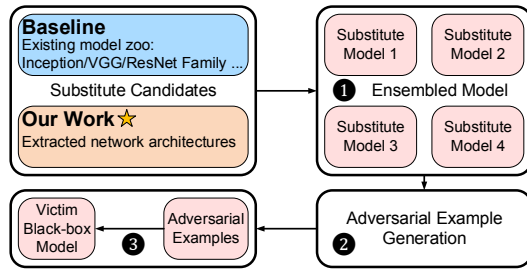 Baseline
Existing model zoo:
Inception/VGG/ResNet Family ...
Substitute Candidates
Our Work
Extracted network architectures
Substitute
Model 1
Substitute
Model 2
1 Ensembled Model
Substitute
Model 3
Substitute
Model 4
2 Adversarial Example
Generation
Adversarial
Examples
3
Victim
Black-box
Model